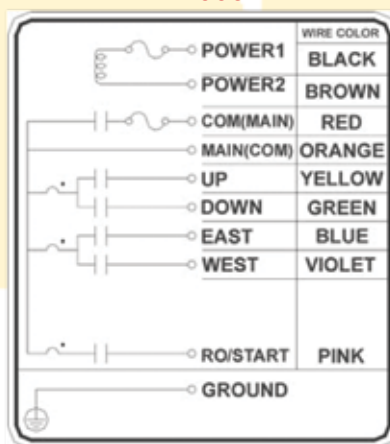 WIRE COLOR
POWER1 BLACK
POWER2 BROWN
COM(MAIN) RED
MAIN(COM) ORANGE
UP YELLOW
DOWN GREEN
EAST BLUE
WEST VIOLET
RO/START PINK
GROUND